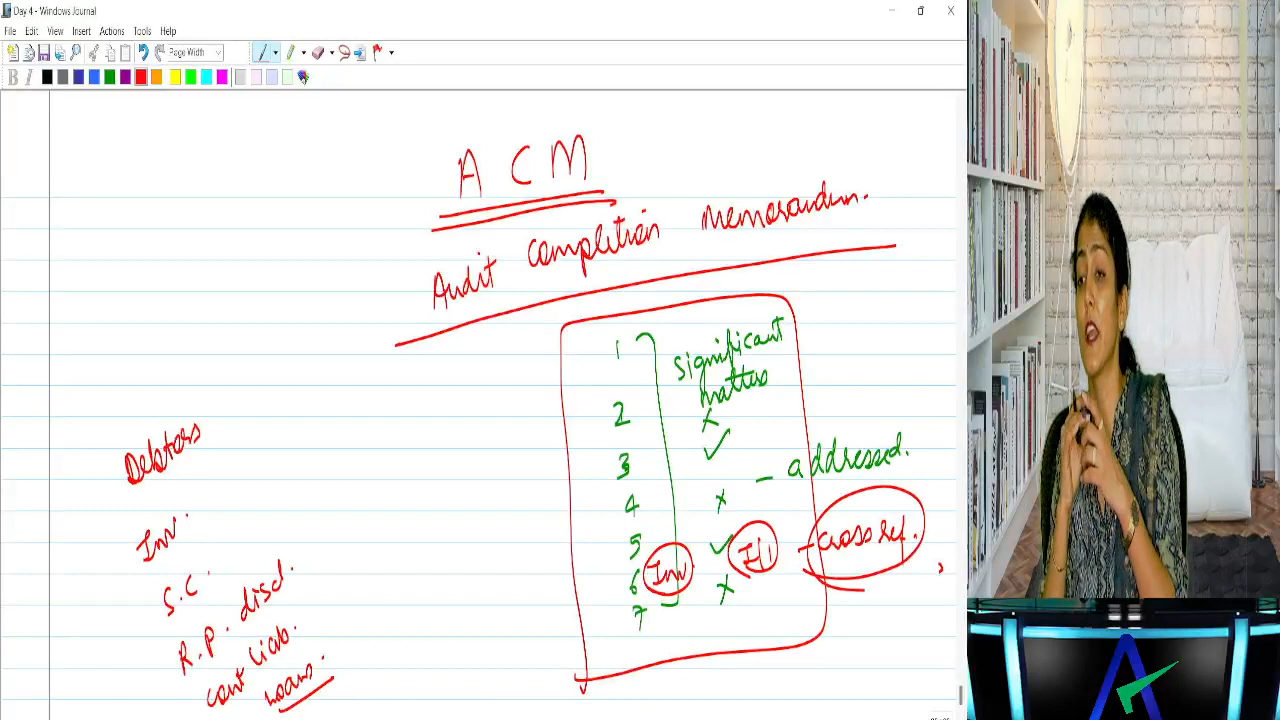 Day 4 - Windows Journal
File Edit View Insert Actions Tools Help
Page Width
B I
A C M
Audit Completion Memorandum.
1 Significant
matters
2 x
3 ✓
– addressed.
4 x
5 ✓ – cross ref.
6 Inv x
7
Debtors
Inv.
S.C.
R.P. discl.
cont liab.
Loans.